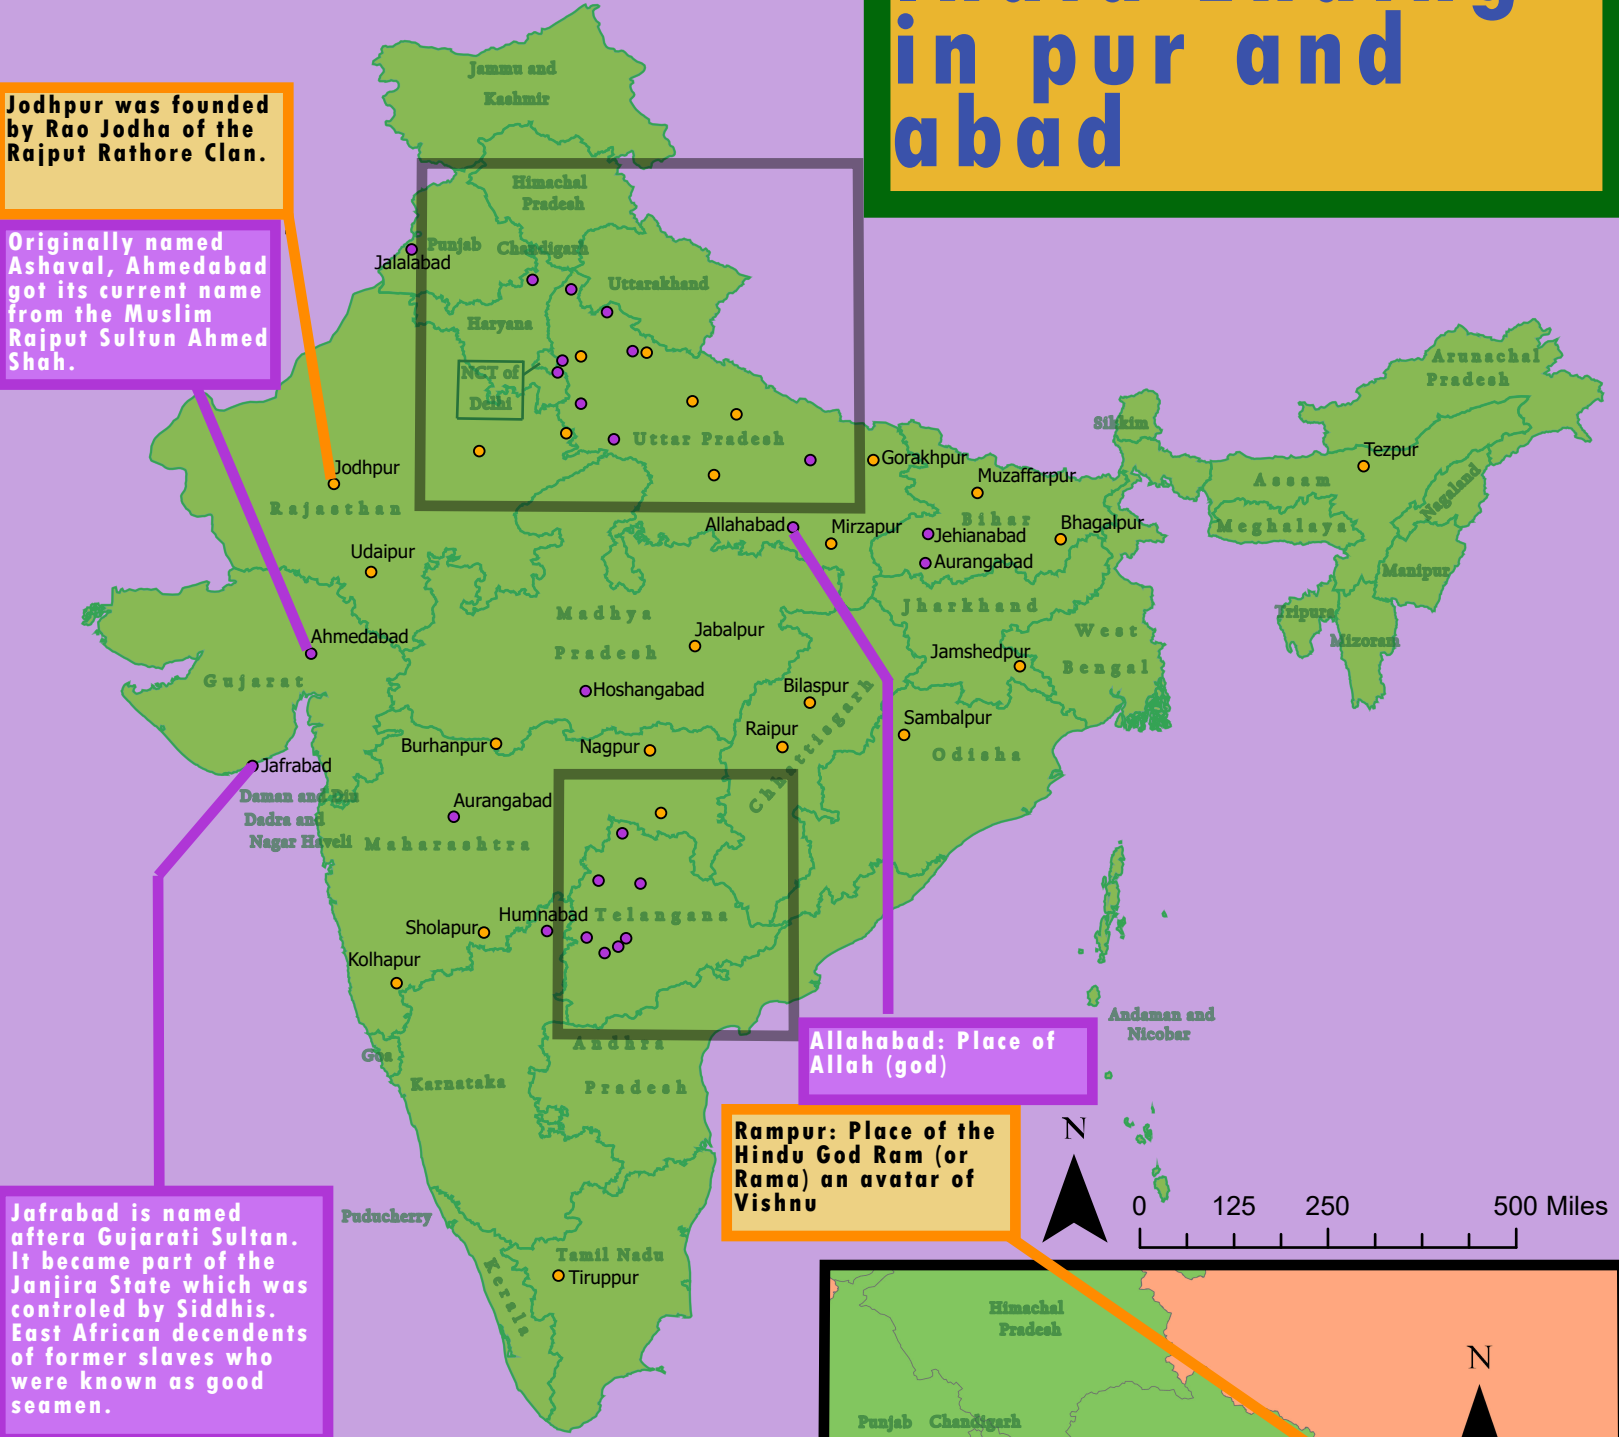 in pur and
abad
Jodhpur was founded
by Rao Jodha of the
Rajput Rathore Clan.
Originally named
Ashaval, Ahmedabad
got its current name
from the Muslim
Rajput Sultun Ahmed
Shah.
Jammu and
Kashmir
Himachal
Pradesh
Punjab
Chandigarh
Jalalabad
Uttarakhand
Haryana
NCT of
Delhi
Uttar Pradesh
Arunachal
Pradesh
Sikkim
Tezpur
Assam
Nagaland
Meghalaya
Manipur
Tripura
Mizoram
Gorakhpur
Muzaffarpur
Jodhpur
Rajasthan
Allahabad
Mirzapur
Bihar
Jehianabad
Bhagalpur
Aurangabad
Udaipur
Madhya
Pradesh
Jharkhand
West
Bengal
Ahmedabad
Jabalpur
Jamshedpur
Gujarat
Hoshangabad
Bilaspur
Chhattisgarh
Sambalpur
Raipur
Odisha
Burhanpur
Nagpur
Jafrabad
Daman and Diu
Dadra and
Nagar Haveli
Aurangabad
Maharashtra
Humnabad
Telangana
Sholapur
Kolhapur
Andaman and
Nicobar
Goa
Karnataka
Andhra
Pradesh
Allahabad: Place of
Allah (god)
Rampur: Place of the
Hindu God Ram (or
Rama) an avatar of
Vishnu
N
0 125 250 500 Miles
Jafrabad is named
aftera Gujarati Sultan.
It became part of the
Janjira State which was
controled by Siddhis.
East African decendents
of former slaves who
were known as good
seamen.
Puducherry
Tamil Nadu
Kerala
Tiruppur
Himachal
Pradesh
N
Punjab
Chandigarh